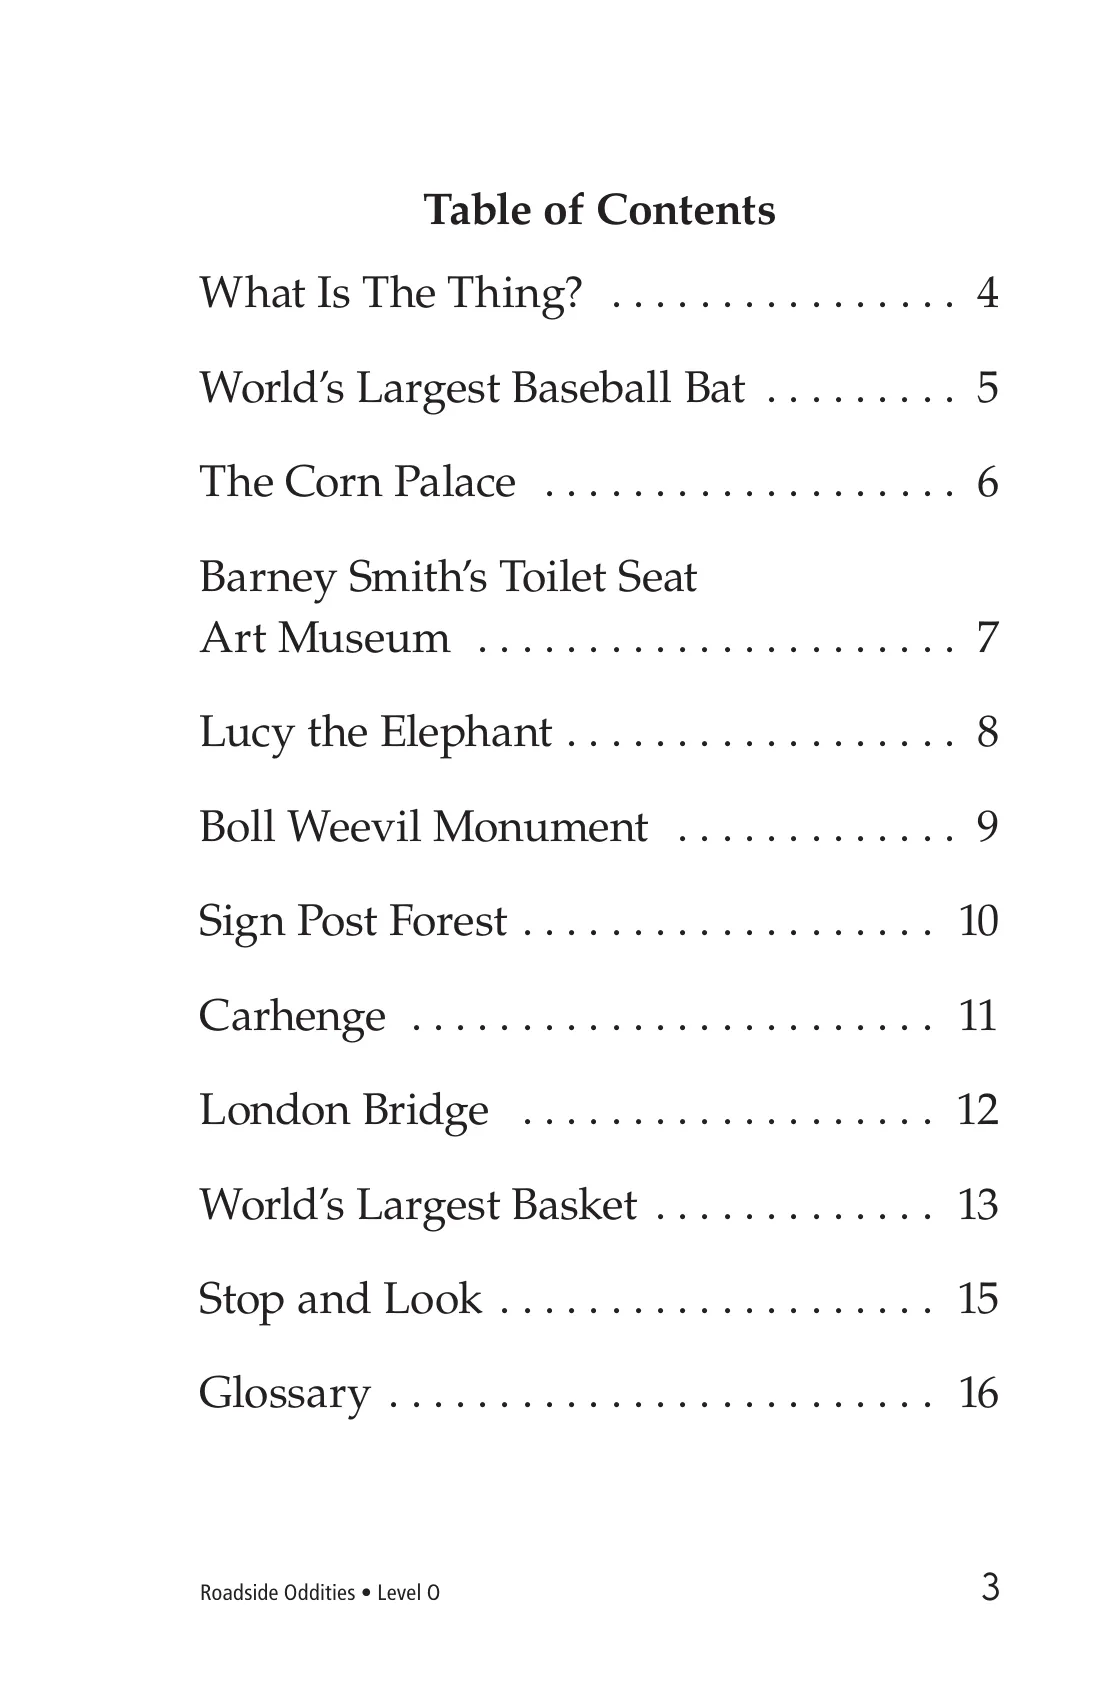 Table of Contents
What Is The Thing? . . . . . . . . . . . . . . . . 4
World’s Largest Baseball Bat . . . . . . . . . 5
The Corn Palace . . . . . . . . . . . . . . . . . . . 6
Barney Smith’s Toilet Seat
Art Museum . . . . . . . . . . . . . . . . . . . . . . 7
Lucy the Elephant . . . . . . . . . . . . . . . . . . 8
Boll Weevil Monument . . . . . . . . . . . . . 9
Sign Post Forest . . . . . . . . . . . . . . . . . . . 10
Carhenge . . . . . . . . . . . . . . . . . . . . . . . . 11
London Bridge . . . . . . . . . . . . . . . . . . . 12
World’s Largest Basket . . . . . . . . . . . . . 13
Stop and Look . . . . . . . . . . . . . . . . . . . . 15
Glossary . . . . . . . . . . . . . . . . . . . . . . . . . 16
Roadside Oddities • Level O 3